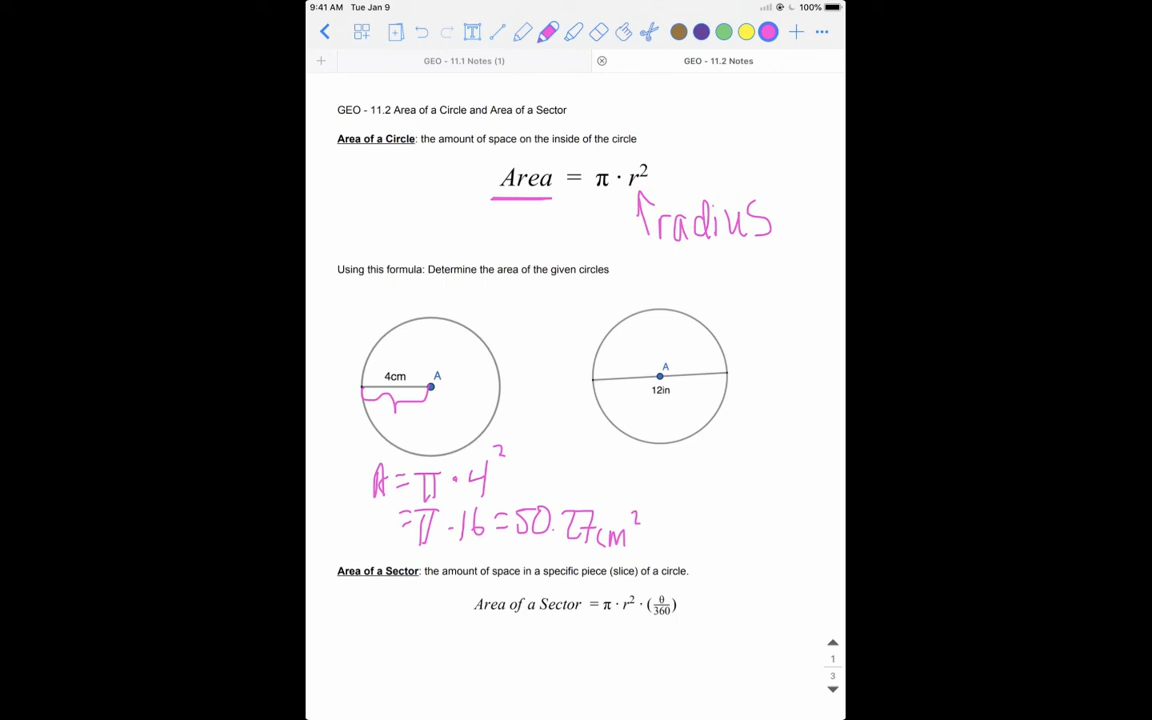 9:41 AM Tue Jan 9 100%
GEO - 11.1 Notes (1) GEO - 11.2 Notes
GEO - 11.2 Area of a Circle and Area of a Sector
Area of a Circle: the amount of space on the inside of the circle
Area = π · r²
↑radius
Using this formula: Determine the area of the given circles
4cm A
A
12in
A = π · 4²
= π · 16 = 50.27cm²
Area of a Sector: the amount of space in a specific piece (slice) of a circle.
Area of a Sector = π · r² · (θ/360)
1
3